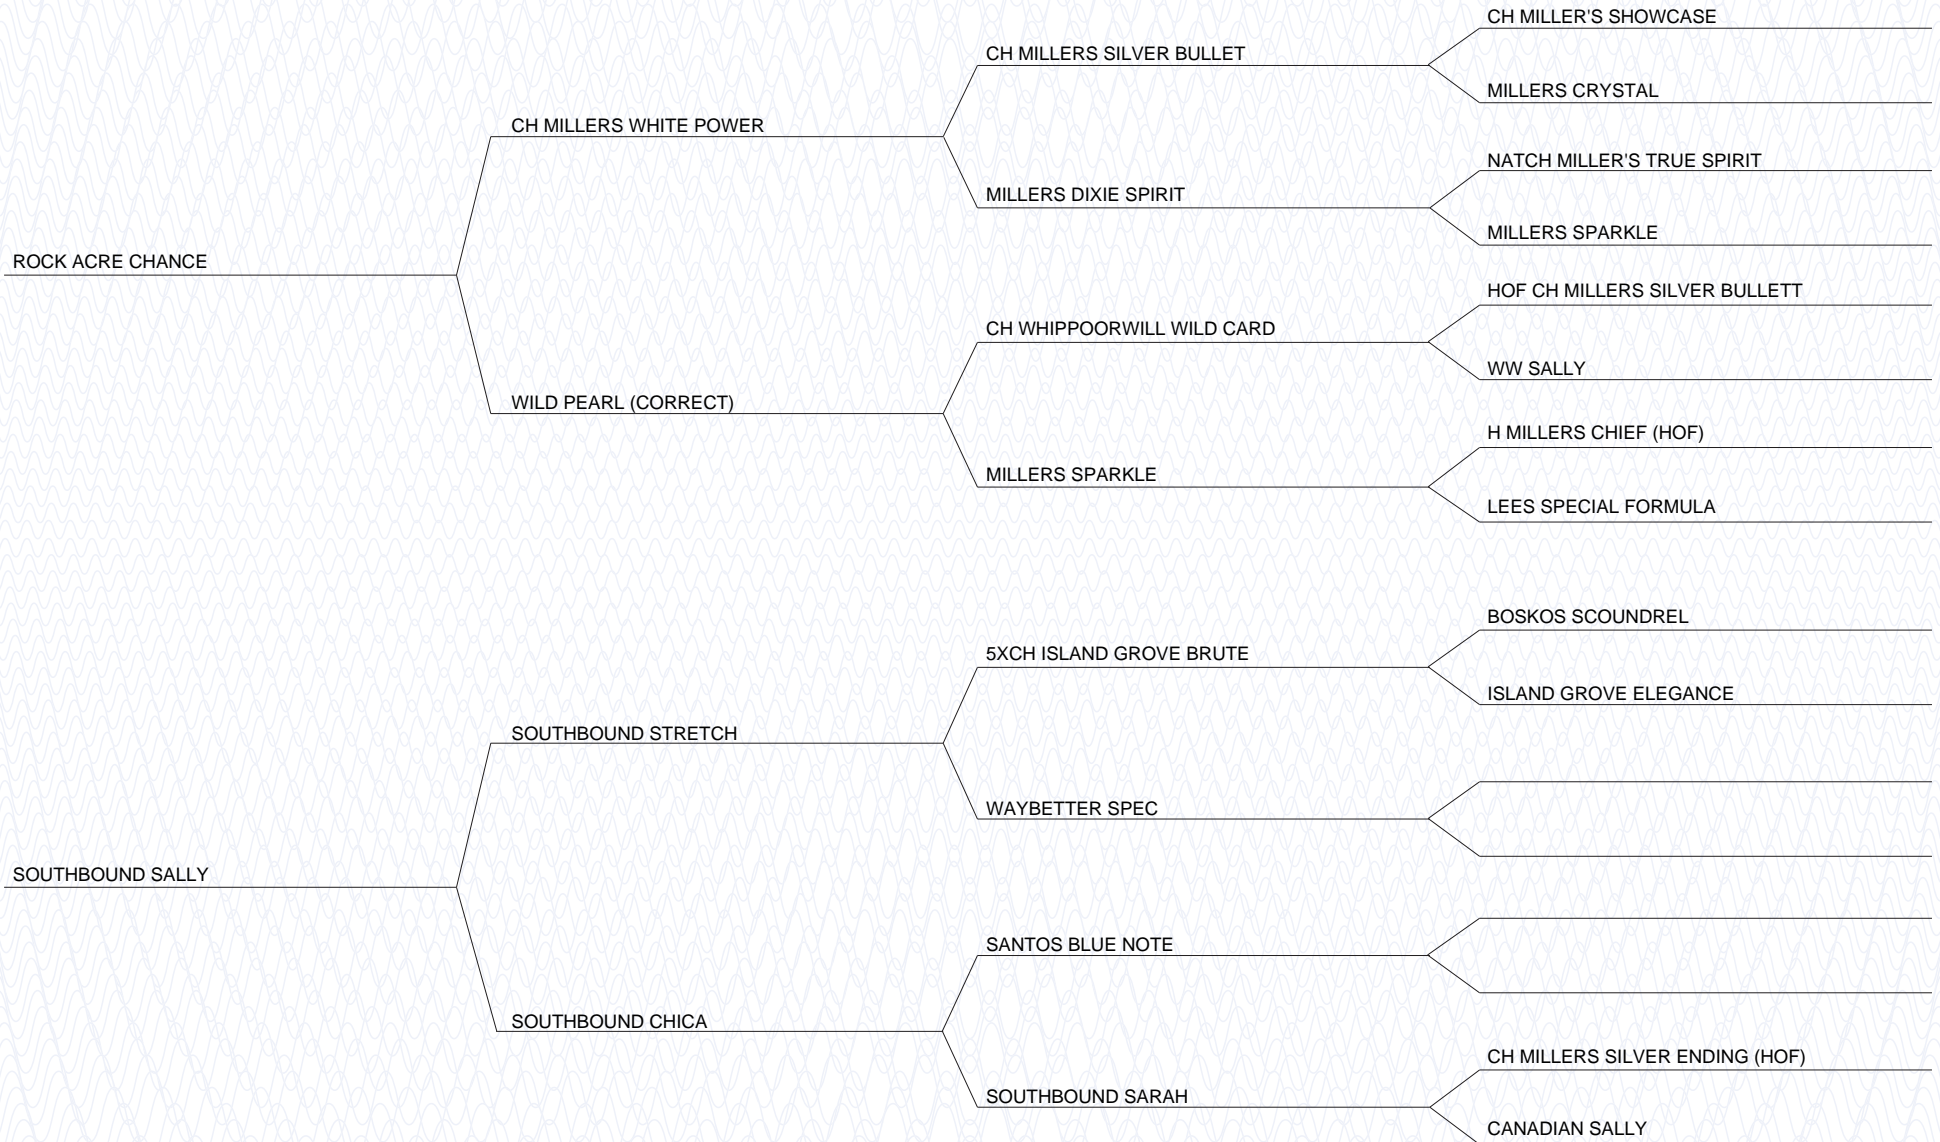 CH MILLER'S SHOWCASE
CH MILLERS SILVER BULLET
MILLERS CRYSTAL
CH MILLERS WHITE POWER
NATCH MILLER'S TRUE SPIRIT
MILLERS DIXIE SPIRIT
MILLERS SPARKLE
ROCK ACRE CHANCE
HOF CH MILLERS SILVER BULLETT
CH WHIPPOORWILL WILD CARD
WW SALLY
WILD PEARL (CORRECT)
H MILLERS CHIEF (HOF)
MILLERS SPARKLE
LEES SPECIAL FORMULA
BOSKOS SCOUNDREL
5XCH ISLAND GROVE BRUTE
ISLAND GROVE ELEGANCE
SOUTHBOUND STRETCH
WAYBETTER SPEC
SOUTHBOUND SALLY
SANTOS BLUE NOTE
SOUTHBOUND CHICA
CH MILLERS SILVER ENDING (HOF)
SOUTHBOUND SARAH
CANADIAN SALLY